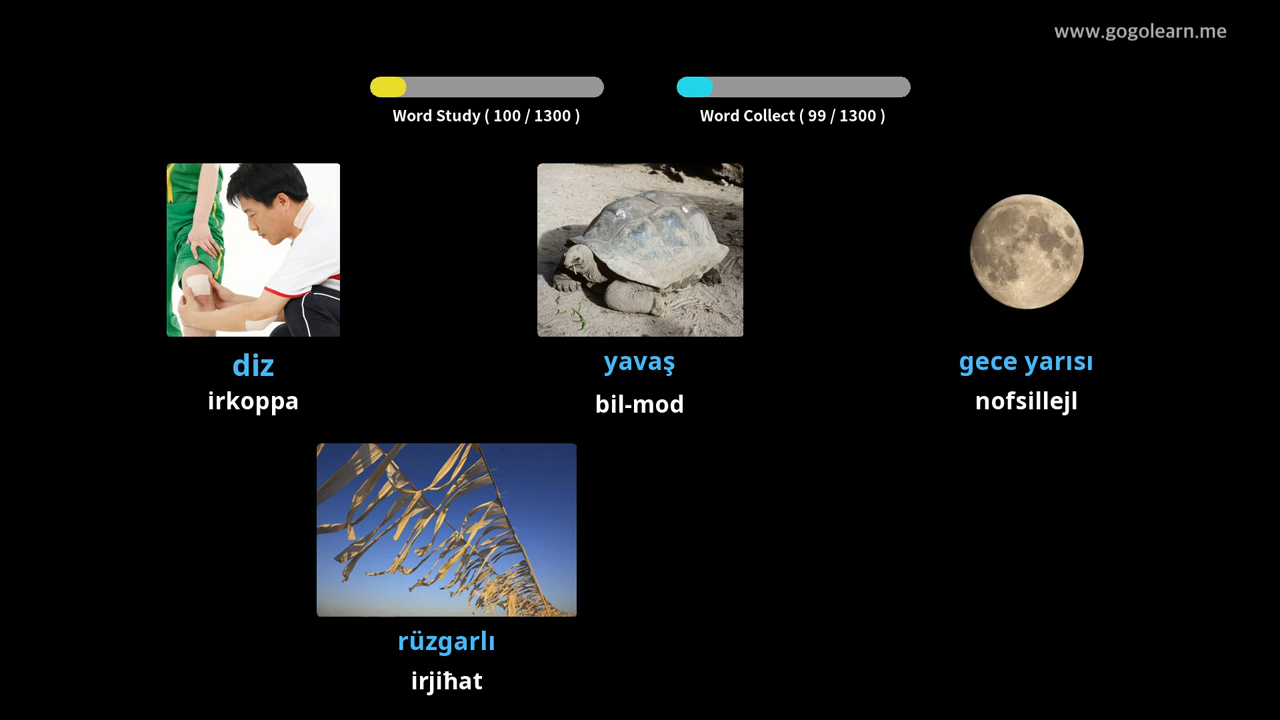 www.gogolearn.me
Word Study ( 100 / 1300 )
Word Collect ( 99 / 1300 )
diz
irkoppa
yavaş
bil-mod
gece yarısı
nofsillejl
rüzgarlı
irjiħat